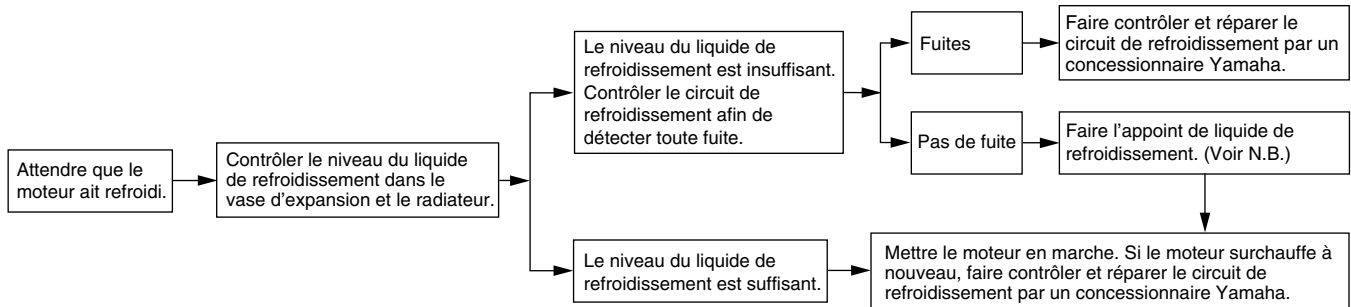 Attendre que le
moteur ait refroidi.
Contrôler le niveau du liquide
de refroidissement dans le
vase d'expansion et le radiateur.
Le niveau du liquide de
refroidissement est insuffisant.
Contrôler le circuit de
refroidissement afin de
détecter toute fuite.
Fuites
Faire contrôler et réparer le
circuit de refroidissement par un
concessionnaire Yamaha.
Pas de fuite
Faire l'appoint de liquide de
refroidissement. (Voir N.B.)
Le niveau du liquide de
refroidissement est suffisant.
Mettre le moteur en marche. Si le moteur surchauffe à
nouveau, faire contrôler et réparer le circuit de
refroidissement par un concessionnaire Yamaha.